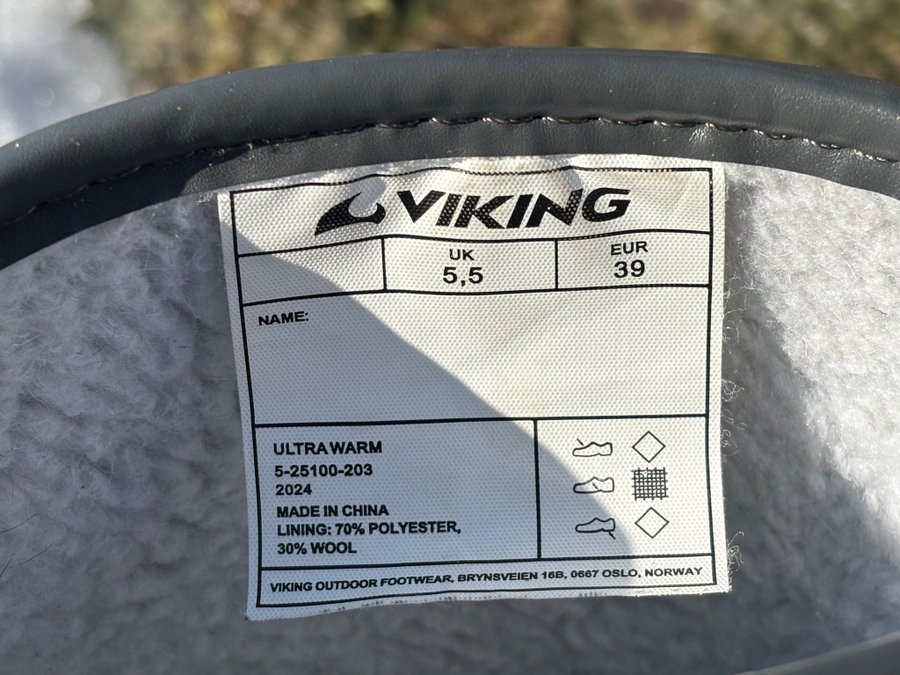 VIKING
UK
5,5
EUR
39
NAME:
ULTRA WARM
5-25100-203
2024
MADE IN CHINA
LINING: 70% POLYESTER,
30% WOOL
VIKING OUTDOOR FOOTWEAR, BRYNSVEIEN 16B, 0667 OSLO, NORWAY